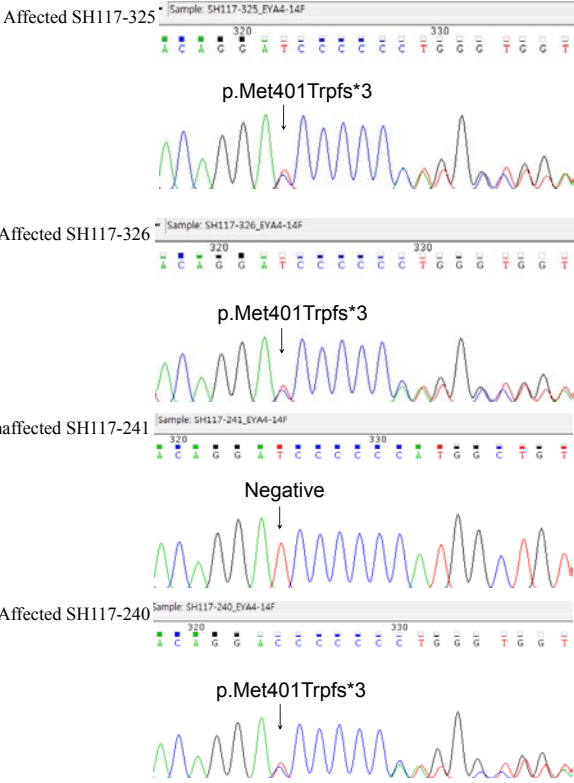 Affected SH117-325
Sample: SH117-325_EYA4-14F
320 330
A C A G G A T C C C C C C T G G G T G G T
p.Met401Trpfs*3
Affected SH117-326
Sample: SH117-326_EYA4-14F
320 330
A C A G G A T C C C C C C T G G G T G G T
p.Met401Trpfs*3
naffected SH117-241
Sample: SH117-241_EYA4-14F
320 330
A C A G G A T C C C C C C A T G G C T G T
Negative
Affected SH117-240
Sample: SH117-240_EYA4-14F
320 330
A C A G G A C C C C C C C T G G G T G G T
p.Met401Trpfs*3